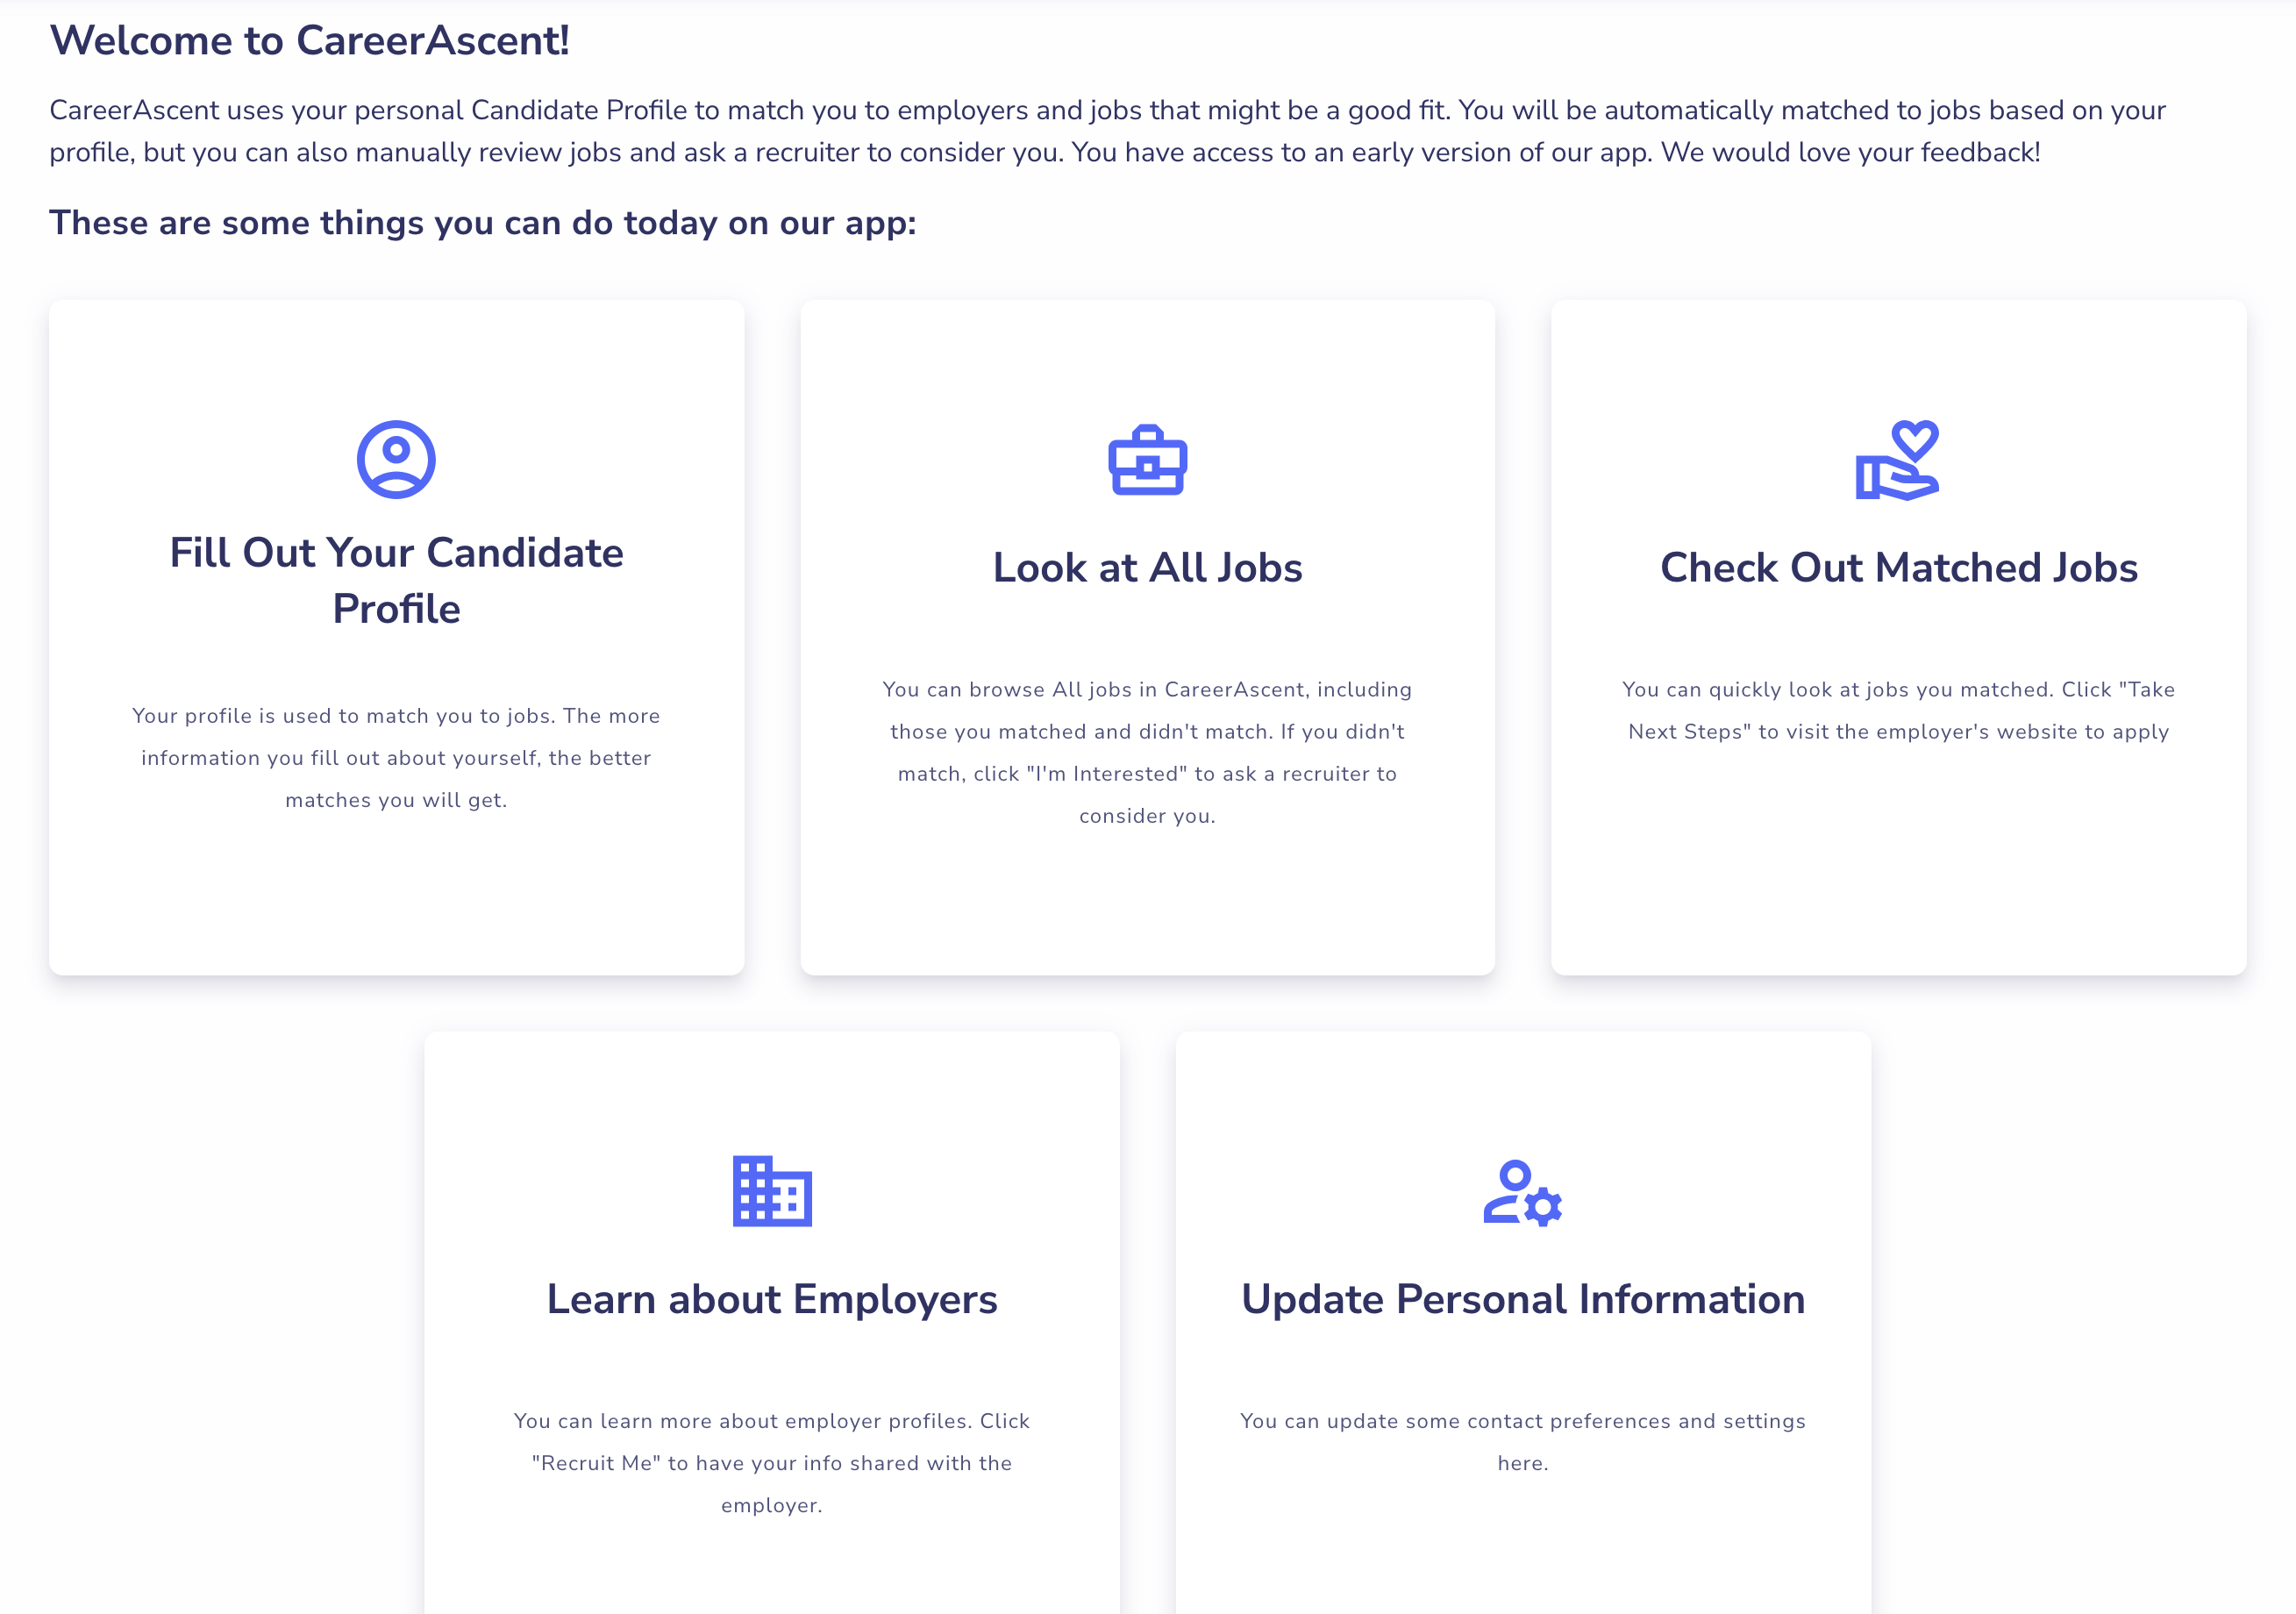 Welcome to CareerAscent!
CareerAscent uses your personal Candidate Profile to match you to employers and jobs that might be a good fit. You will be automatically matched to jobs based on your
profile, but you can also manually review jobs and ask a recruiter to consider you. You have access to an early version of our app. We would love your feedback!
These are some things you can do today on our app:
Fill Out Your Candidate
Profile
Your profile is used to match you to jobs. The more
information you fill out about yourself, the better
matches you will get.
Look at All Jobs
You can browse All jobs in CareerAscent, including
those you matched and didn't match. If you didn't
match, click "I'm Interested" to ask a recruiter to
consider you.
Check Out Matched Jobs
You can quickly look at jobs you matched. Click "Take
Next Steps" to visit the employer's website to apply
Learn about Employers
You can learn more about employer profiles. Click
"Recruit Me" to have your info shared with the
employer.
Update Personal Information
You can update some contact preferences and settings
here.